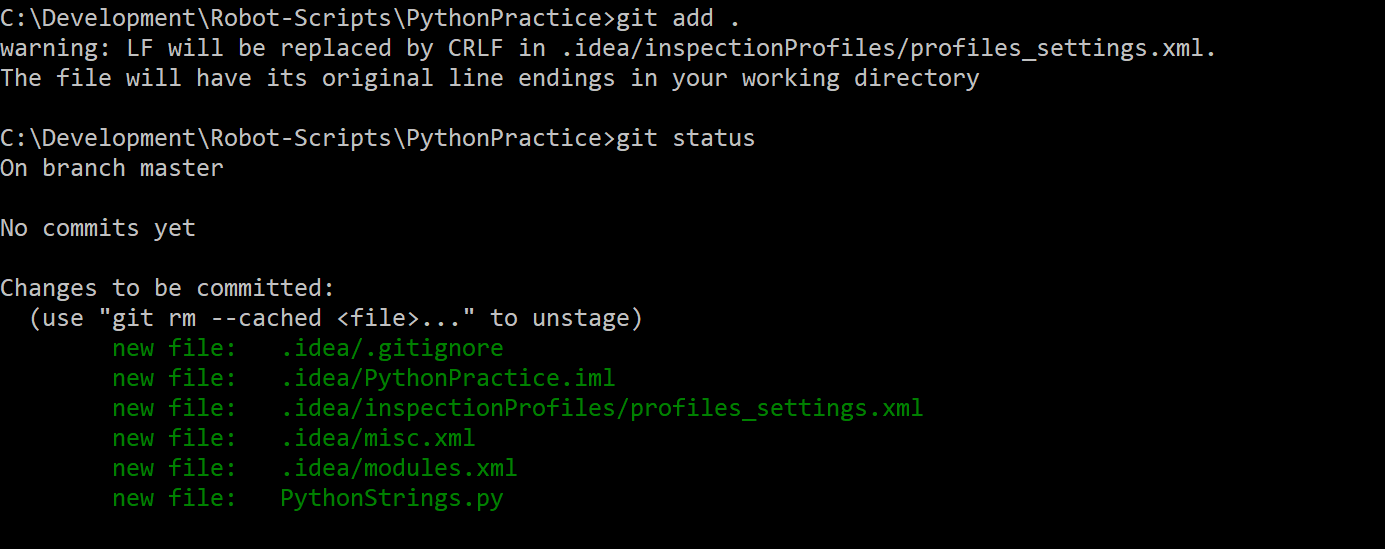 C:\Development\Robot-Scripts\PythonPractice>git add .
warning: LF will be replaced by CRLF in .idea/inspectionProfiles/profiles_settings.xml.
The file will have its original line endings in your working directory
C:\Development\Robot-Scripts\PythonPractice>git status
On branch master
No commits yet
Changes to be committed:
  (use "git rm --cached <file>..." to unstage)
        new file:   .idea/.gitignore
        new file:   .idea/PythonPractice.iml
        new file:   .idea/inspectionProfiles/profiles_settings.xml
        new file:   .idea/misc.xml
        new file:   .idea/modules.xml
        new file:   PythonStrings.py